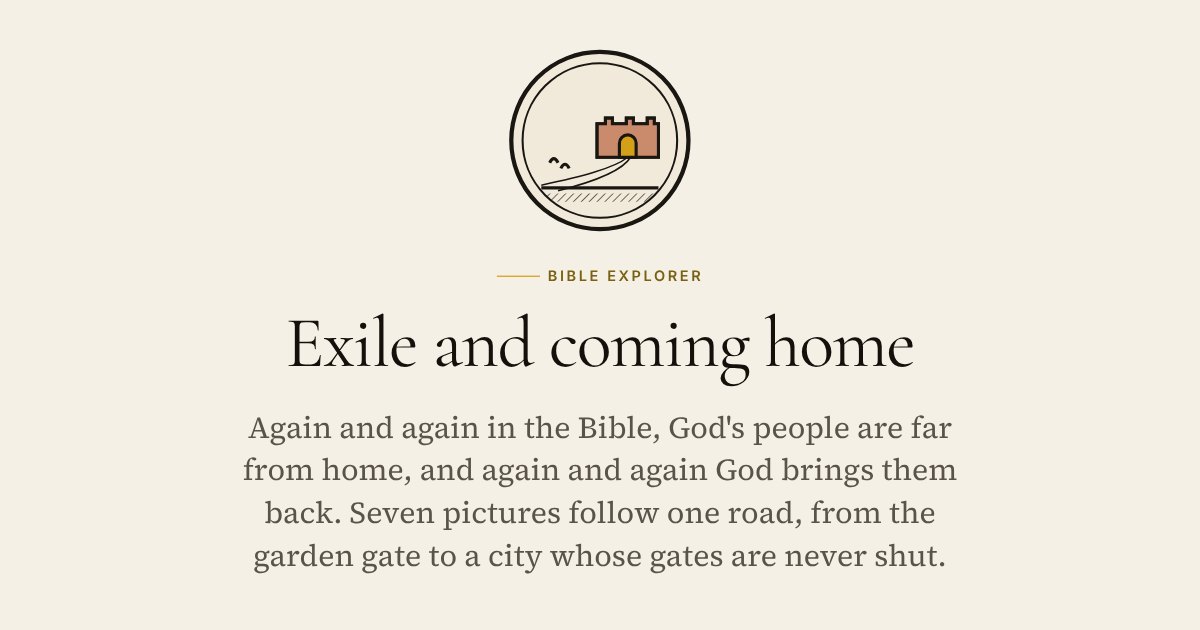 BIBLE EXPLORER
Exile and coming home
Again and again in the Bible, God's people are far
from home, and again and again God brings them
back. Seven pictures follow one road, from the
garden gate to a city whose gates are never shut.